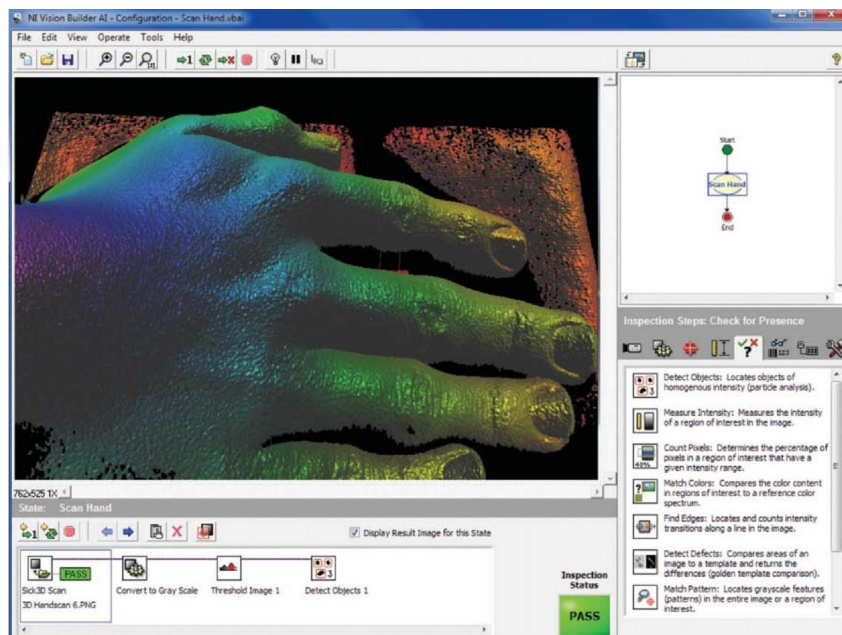 NI Vision Builder AI - Configuration - Scan Hand.vbai
File Edit View Operate Tools Help
Start
Scan Hand
End
Inspection Steps: Check for Presence
Detect Objects: Locates objects of
homogenous intensity (particle analysis).
Measure Intensity: Measures the intensity
of a region of interest in the image.
Count Pixels: Determines the percentage of
pixels in a region of interest that have a
given intensity range.
Match Colors: Compares the color content
in regions of interest to a reference color
spectrum.
Find Edges: Locates and counts intensity
transitions along a line in the image.
Detect Defects: Compares areas of an
image to a template and returns the
differences (golden template comparison).
Match Pattern: Locates grayscale features
(patterns) in the entire image or a region of
interest.
762x525 1X
State: Scan Hand
Display Result Image for this State
PASS
Sick3D Scan
3D Handscan 6.PNG
Convert to Gray Scale
Threshold Image 1
Detect Objects 1
Inspection
Status
PASS